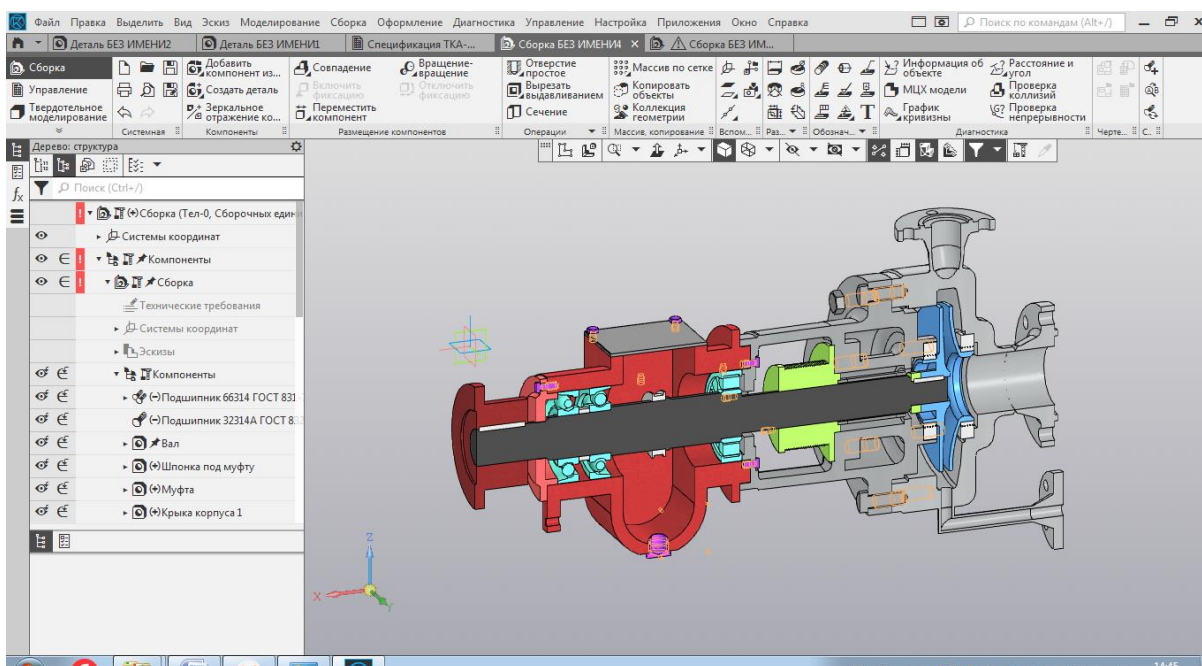 Файл Правка Выделить Вид Эскиз Моделирование Сборка Оформление Диагностика Управление Настройка Приложения Окно Справка
Поиск по командам (Alt+/)
Деталь БЕЗ ИМЕНИ2
Деталь БЕЗ ИМЕНИ1
Спецификация ТКА-...
Сборка БЕЗ ИМЕНИ4
Сборка БЕЗ ИМ...
Сборка
Управление
Твердотельное
моделирование
Системная
Добавить
компонент из...
Создать деталь
Зеркальное
отражение ко...
Компоненты
Совпадение
Включить
фиксацию
Переместить
компонент
Вращение-
вращение
Отключить
фиксацию
Размещение компонентов
Отверстие
простое
Вырезать
выдавливанием
Сечение
Операции
Массив по сетке
Копировать
объекты
Коллекция
геометрии
Массив, копирование
Вспом...
Раз...
Обознач...
Информация об
объекте
МЦХ модели
График
кривизны
Расстояние и
угол
Проверка
коллизий
Проверка
непрерывности
Диагностика
Черте...
С...
Дерево: структура
Поиск (Ctrl+/)
(+)Сборка (Тел-0, Сборочных едини
Системы координат
Компоненты
Сборка
Технические требования
Системы координат
Эскизы
Компоненты
(-)Подшипник 66314 ГОСТ 831
(-)Подшипник 32314А ГОСТ 8
Вал
(+)Шпонка под муфту
(+)Муфта
(+)Крыка корпуса 1
Z
X
Y
14:45